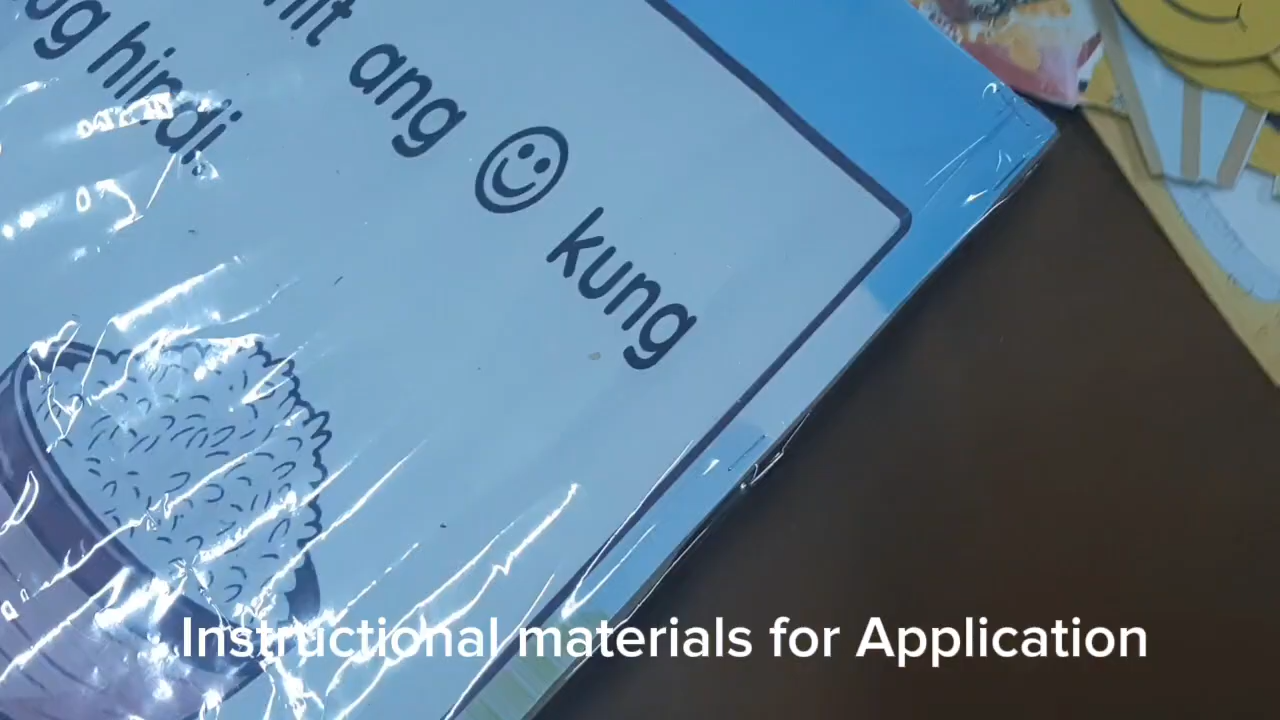 ang ☺ kung
hindi.
Instructional materials for Application